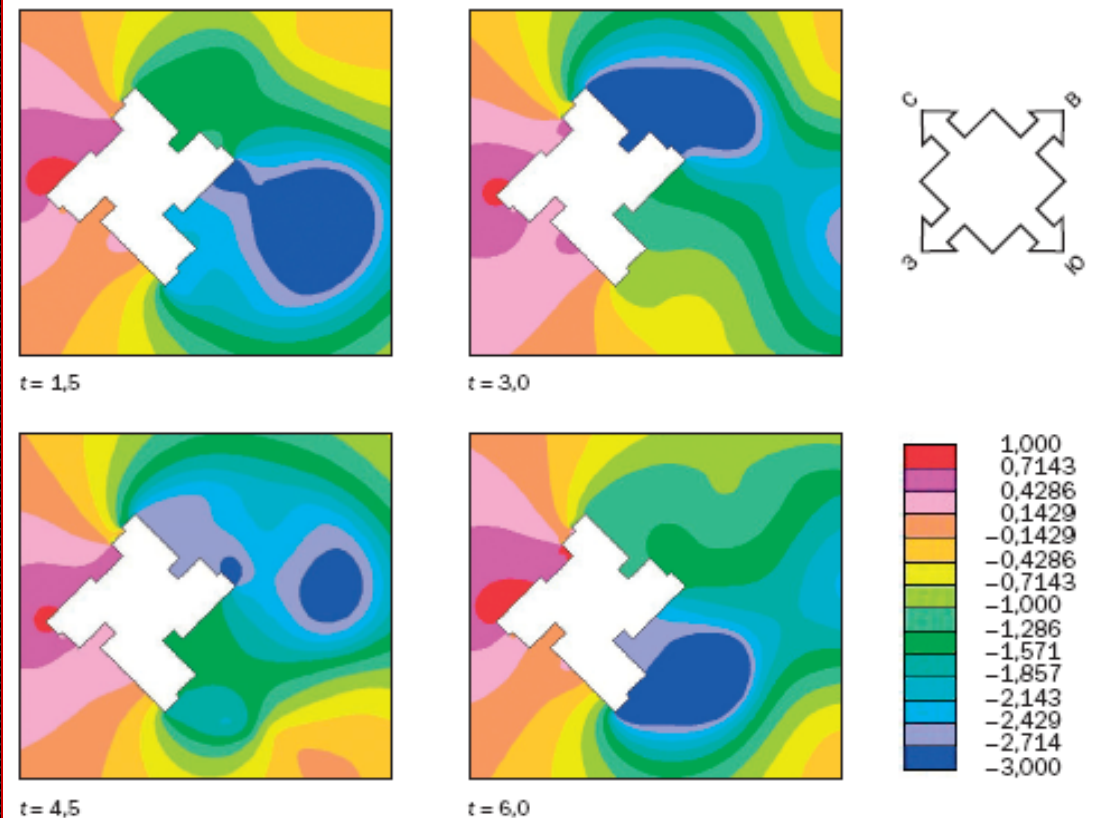 С
В
З
Ю
t = 1,5
t = 3,0
t = 4,5
t = 6,0
1,000
0,7143
0,4286
0,1429
−0,1429
−0,4286
−0,7143
−1,000
−1,286
−1,571
−1,857
−2,143
−2,429
−2,714
−3,000